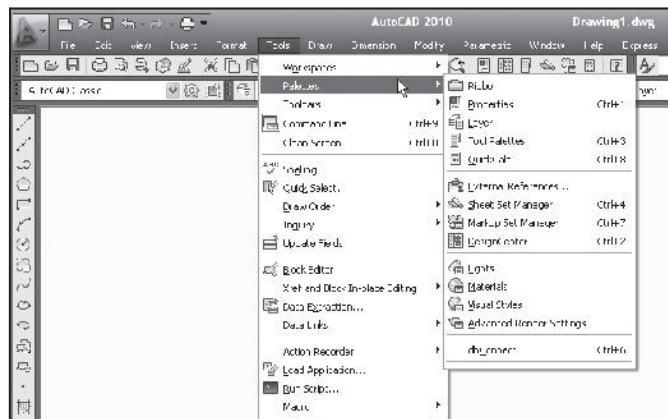 AutoCAD 2010 Drawing1.dwg
File Edit View Insert Format Tools Draw Dimension Modify Parametric Window Help Express
AutoCAD Classic
Workspaces
Palettes
Toolbars
Command Line Ctrl+9
Clean Screen Ctrl+0
Spelling
Quick Select...
Draw Order
Inquiry
Update Fields
Block Editor
Xref and Block In-place Editing
Data Extraction...
Data Links
Action Recorder
Load Application...
Run Script...
Macro
Ribbon
Properties Ctrl+1
Layer
Tool Palettes Ctrl+3
QuickCalc Ctrl+8
External References...
Sheet Set Manager Ctrl+4
Markup Set Manager Ctrl+7
DesignCenter Ctrl+2
Lights
Materials
Visual Styles
Advanced Render Settings
dbConnect Ctrl+6